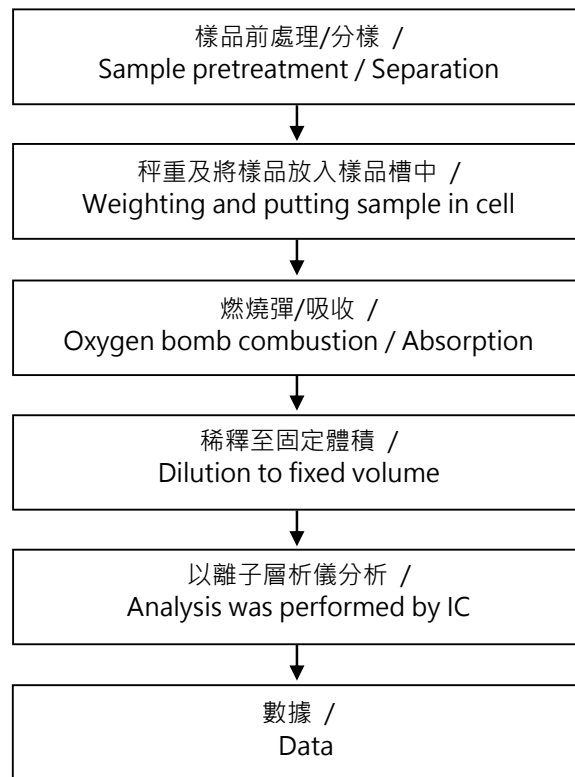 樣品前處理/分樣 /
Sample pretreatment / Separation
秤重及將樣品放入樣品槽中 /
Weighting and putting sample in cell
燃燒彈/吸收 /
Oxygen bomb combustion / Absorption
稀釋至固定體積 /
Dilution to fixed volume
以離子層析儀分析 /
Analysis was performed by IC
數據 /
Data